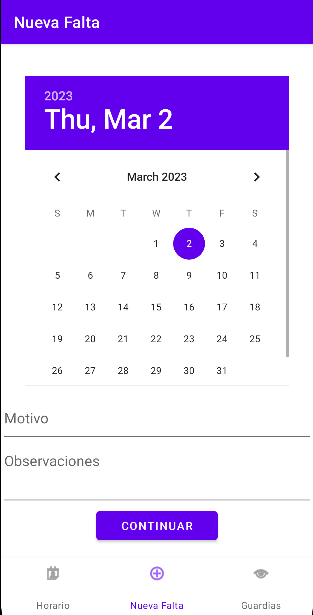 Nueva Falta
2023
Thu, Mar 2
March 2023
S M T W T F S
1 2 3 4
5 6 7 8 9 10 11
12 13 14 15 16 17 18
19 20 21 22 23 24 25
26 27 28 29 30 31
Motivo
Observaciones
CONTINUAR
Horario Nueva Falta Guardias